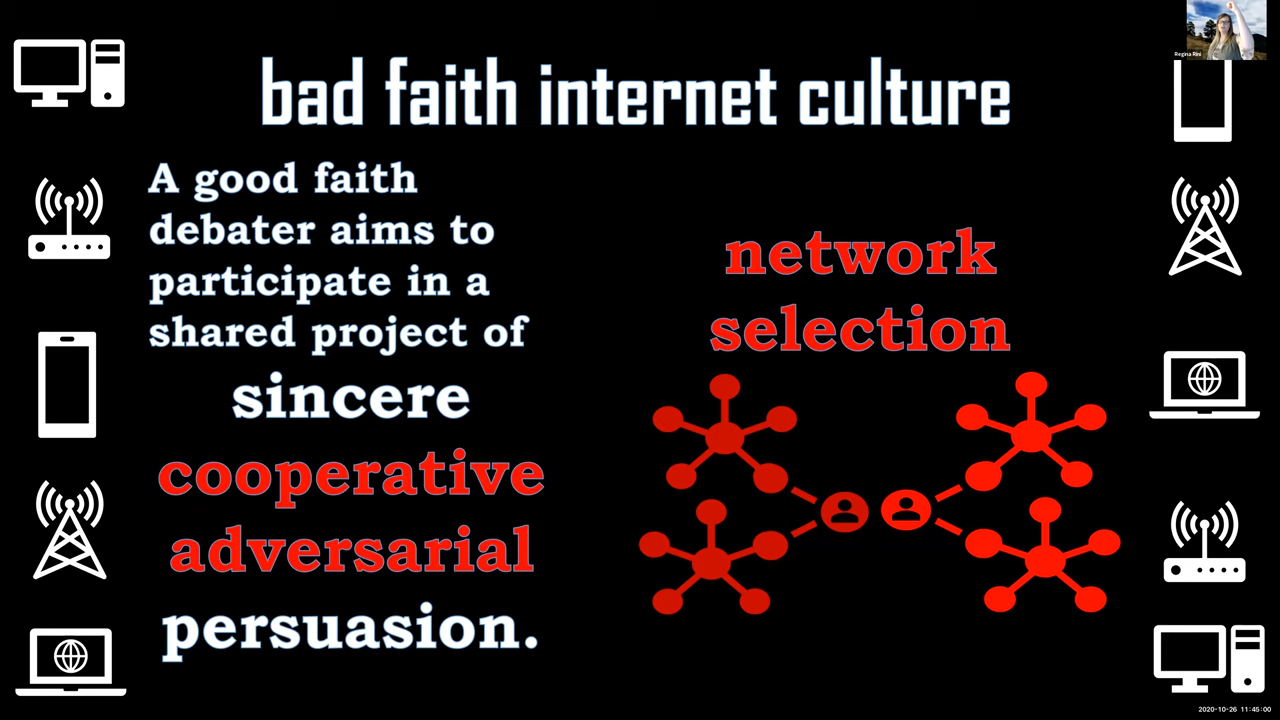 Regina Rini
bad faith internet culture
A good faith
debater aims to
participate in a
shared project of
sincere
cooperative
adversarial
persuasion.
network
selection
2020-10-26 11:45:00